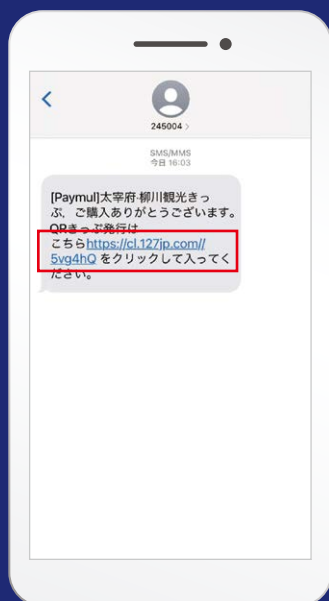 245004 >
SMS/MMS
今日 16:03
[Paymul]太宰府·柳川観光きっ
ぷ, ご購入ありがとうございます。
QRきっぷ発行は
こちらhttps://cl.127jp.com//
5vg4hQ をクリックして入ってく
ださい。